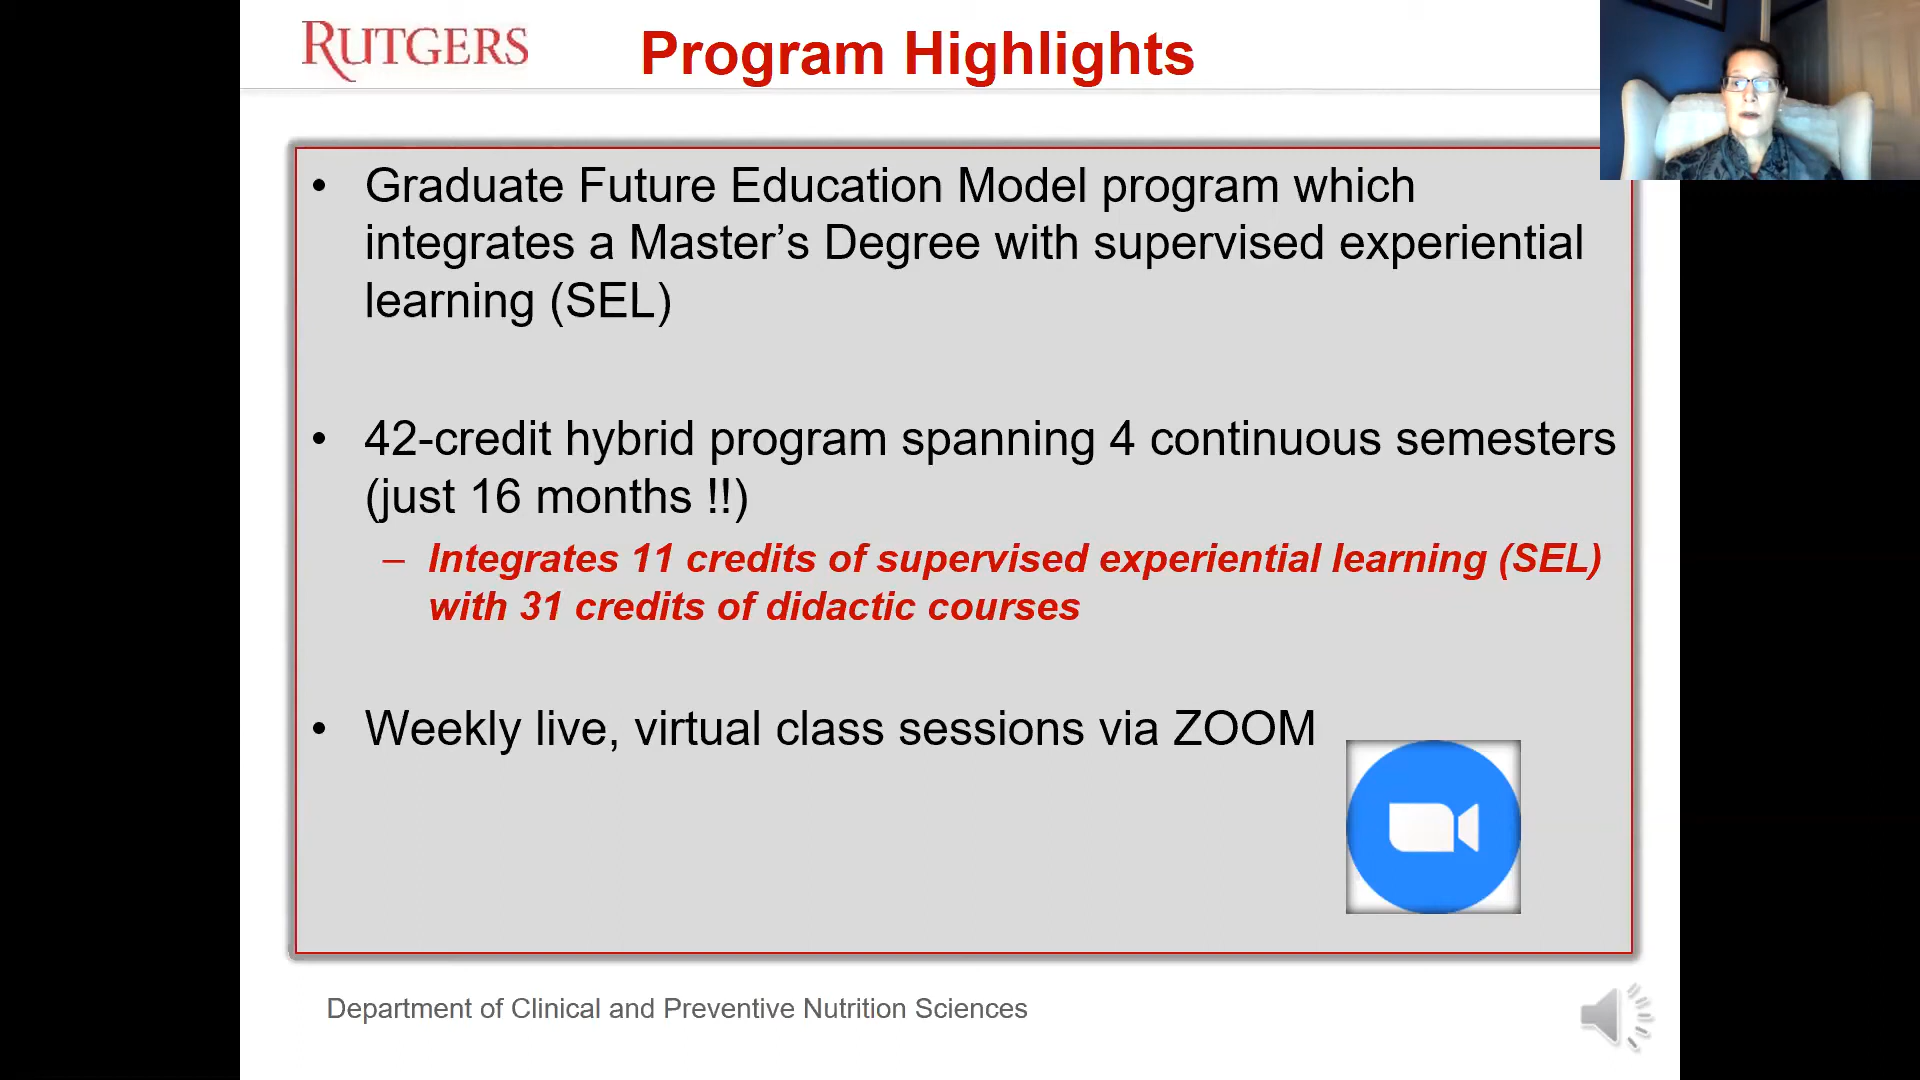 RUTGERS
Program Highlights
• Graduate Future Education Model program which
integrates a Master’s Degree with supervised experiential
learning (SEL)
• 42-credit hybrid program spanning 4 continuous semesters
(just 16 months !!)
– Integrates 11 credits of supervised experiential learning (SEL)
with 31 credits of didactic courses
• Weekly live, virtual class sessions via ZOOM
Department of Clinical and Preventive Nutrition Sciences